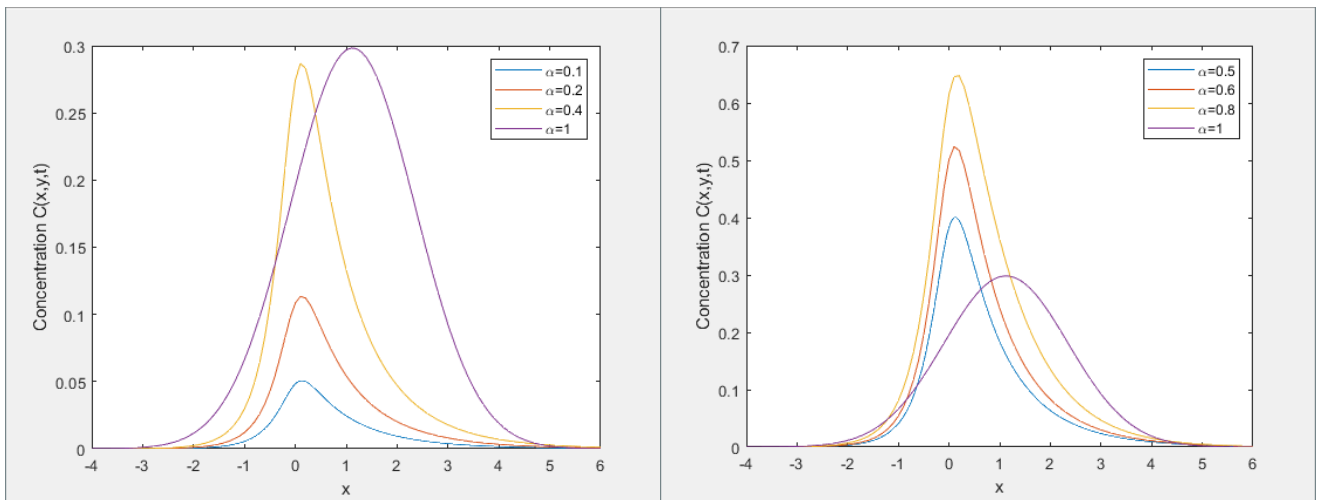 0.3
0.25
0.2
0.15
0.1
0.05
0
-4 -3 -2 -1 0 1 2 3 4 5 6
Concentration C(x,y,t)
x
α=0.1
α=0.2
α=0.4
α=1
0.7
0.6
0.5
0.4
0.3
0.2
0.1
0
-4 -3 -2 -1 0 1 2 3 4 5 6
Concentration C(x,y,t)
x
α=0.5
α=0.6
α=0.8
α=1